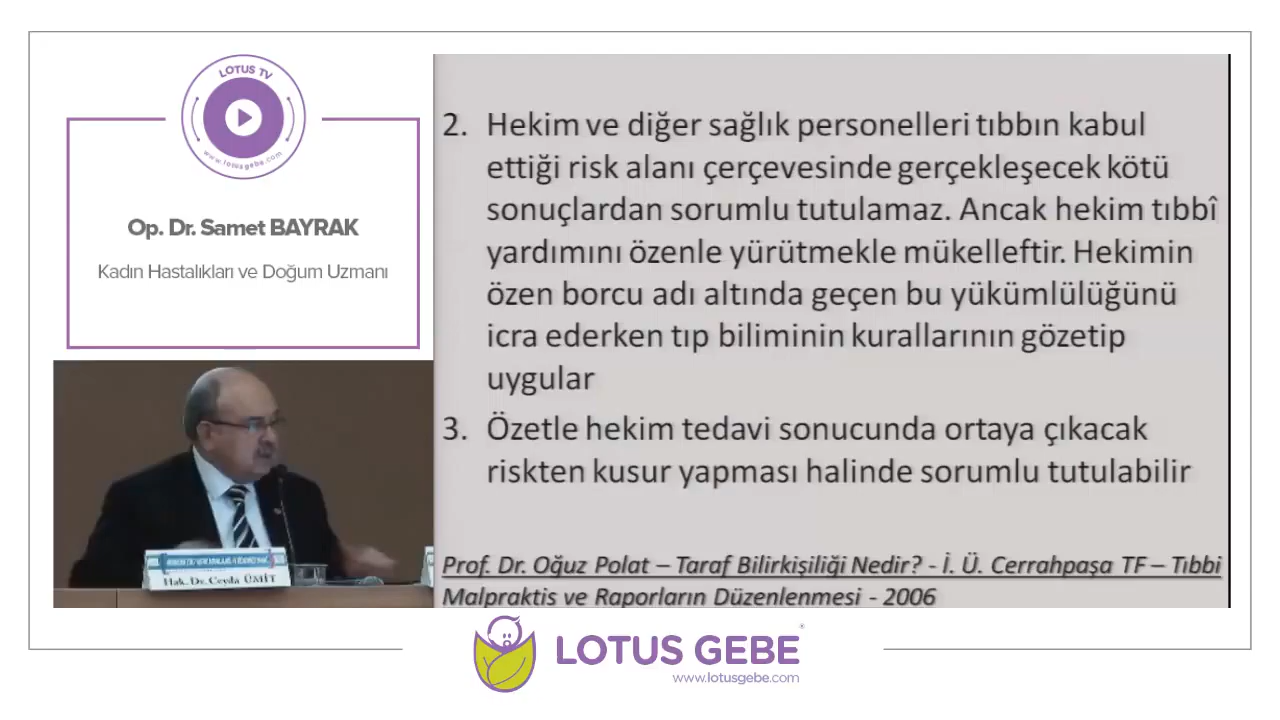 LOTUS TV
www.lotusgebe.com
Op. Dr. Samet BAYRAK
Kadın Hastalıkları ve Doğum Uzmanı
2. Hekim ve diğer sağlık personelleri tıbbın kabul
ettiği risk alanı çerçevesinde gerçekleşecek kötü
sonuçlardan sorumlu tutulamaz. Ancak hekim tıbbî
yardımını özenle yürütmekle mükelleftir. Hekimin
özen borcu adı altında geçen bu yükümlülüğünü
icra ederken tıp biliminin kurallarının gözetip
uygular
3. Özetle hekim tedavi sonucunda ortaya çıkacak
riskten kusur yapması halinde sorumlu tutulabilir
Prof. Dr. Oğuz Polat – Taraf Bilirkişiliği Nedir? - İ. Ü. Cerrahpaşa TF – Tıbbi
Malpraktis ve Raporların Düzenlenmesi - 2006
Hak. Dr. Ceyda ÜMİT
LOTUS GEBE®
www.lotusgebe.com